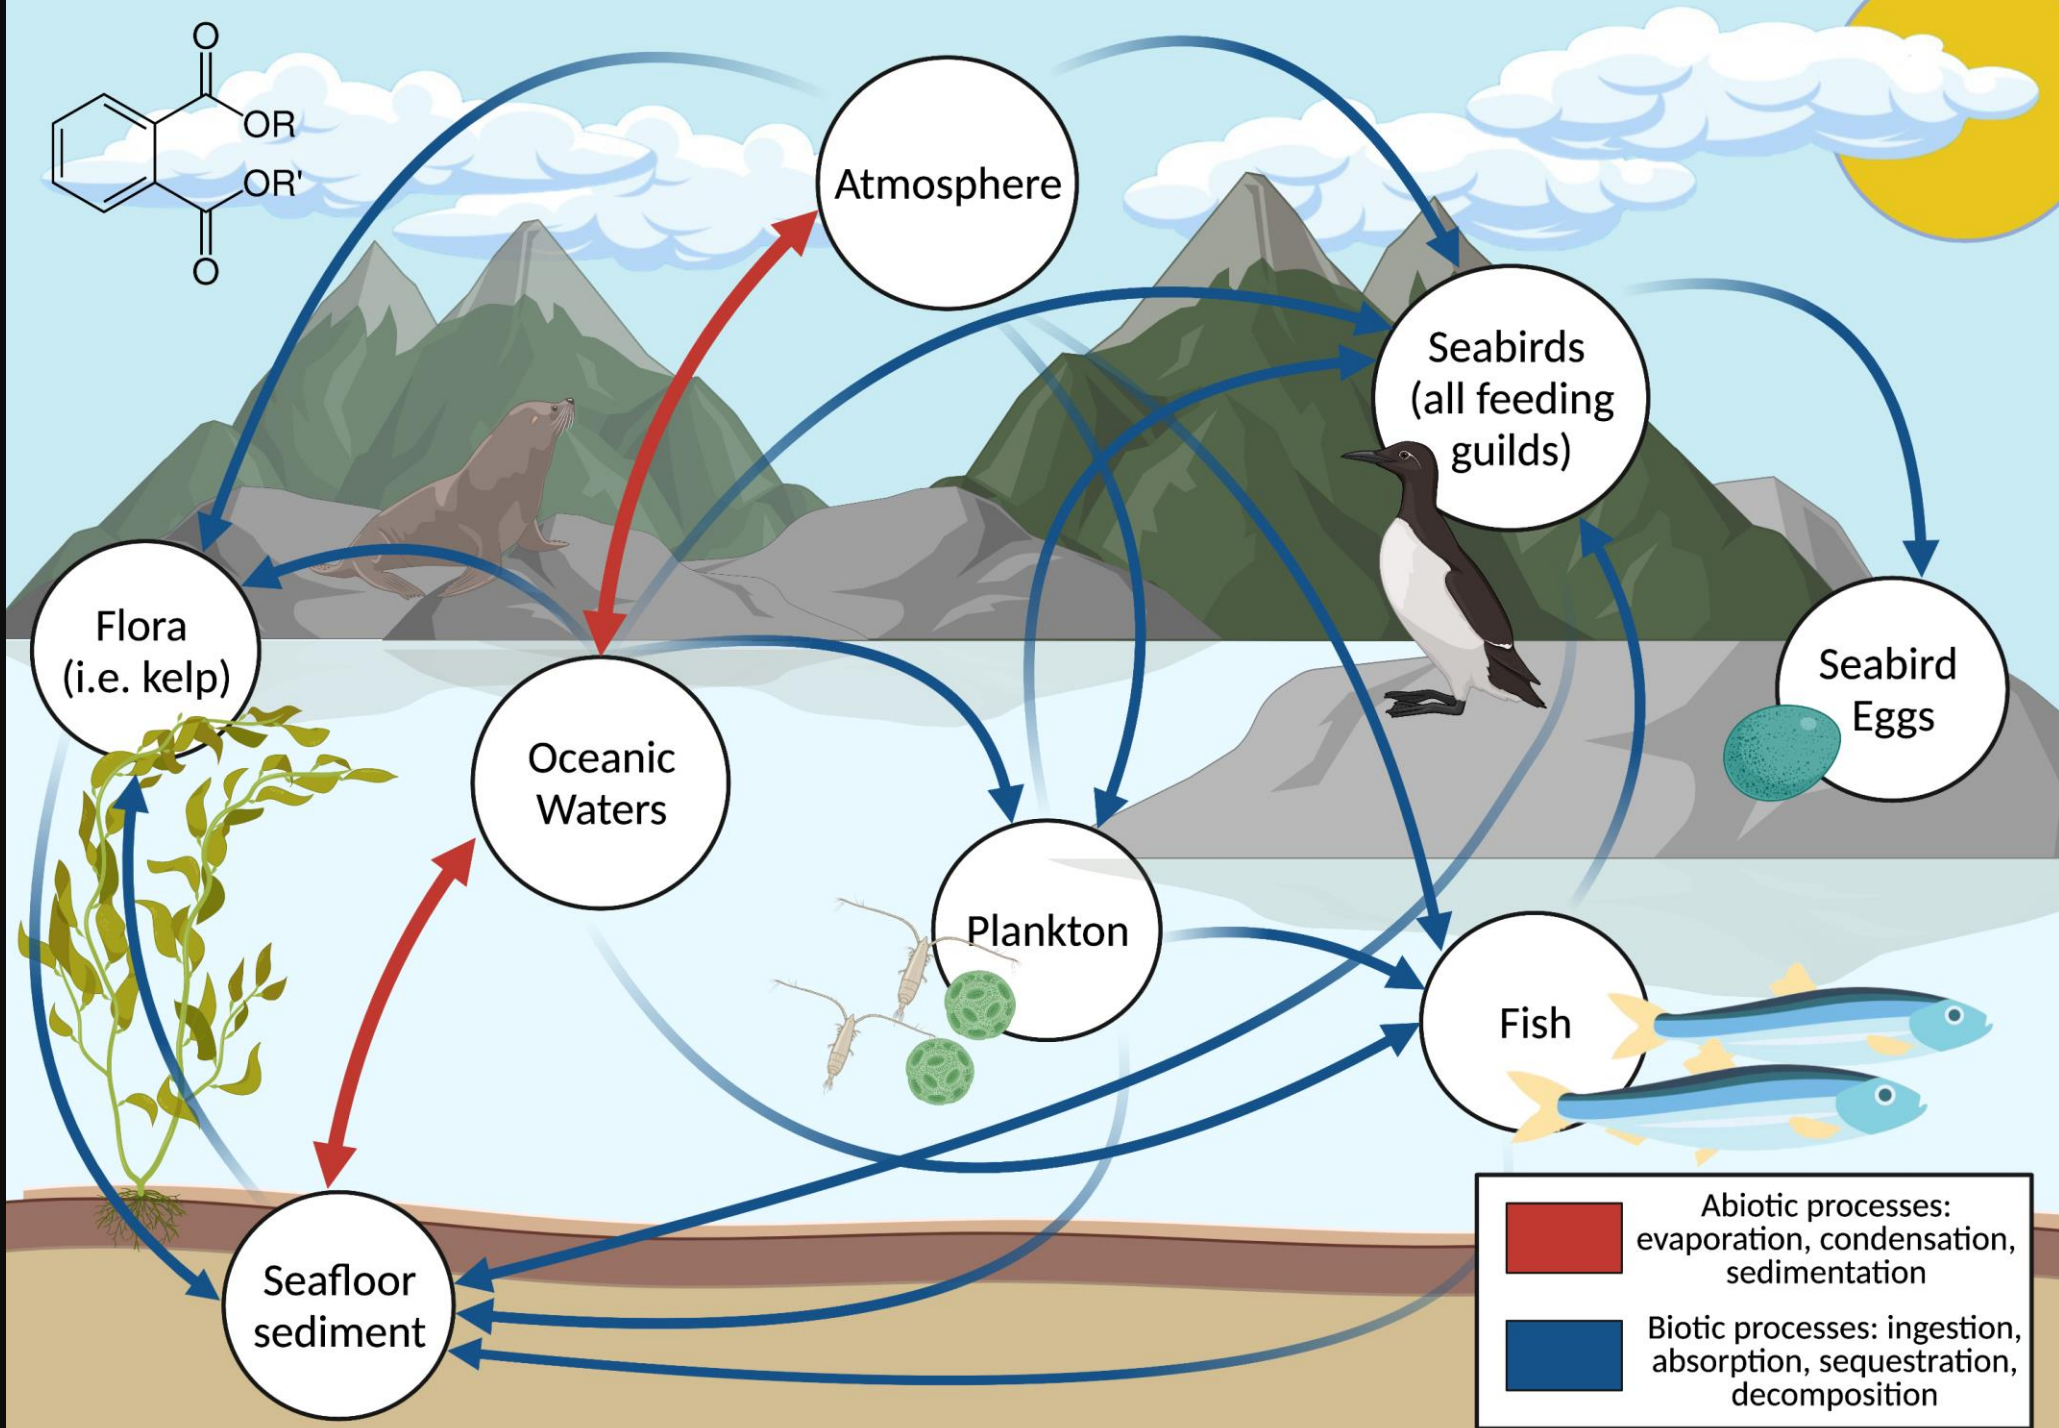 O
OR
OR'
O
Atmosphere
Seabirds
(all feeding
guilds)
Flora
(i.e. kelp)
Oceanic
Waters
Seabird
Eggs
Plankton
Fish
Seafloor
sediment
Abiotic processes:
evaporation, condensation,
sedimentation
Biotic processes: ingestion,
absorption, sequestration,
decomposition